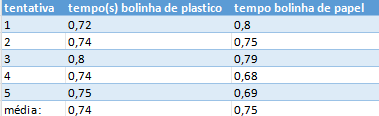 tentativa tempo(s) bolinha de plastico tempo bolinha de papel
1 0,72 0,8
2 0,74 0,75
3 0,8 0,79
4 0,74 0,68
5 0,75 0,69
média: 0,74 0,75